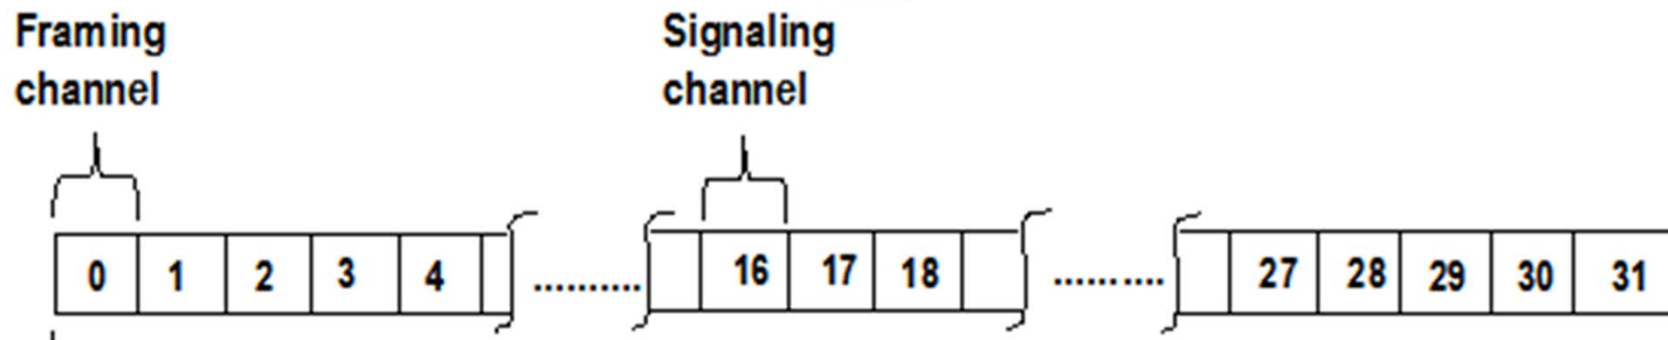 Framing Signaling
channel channel
0 1 2 3 4 .......... 16 17 18 .......... 27 28 29 30 31